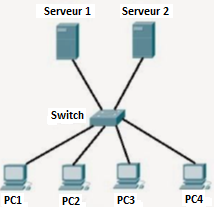 Serveur 1 Serveur 2
Switch
PC1 PC2 PC3 PC4